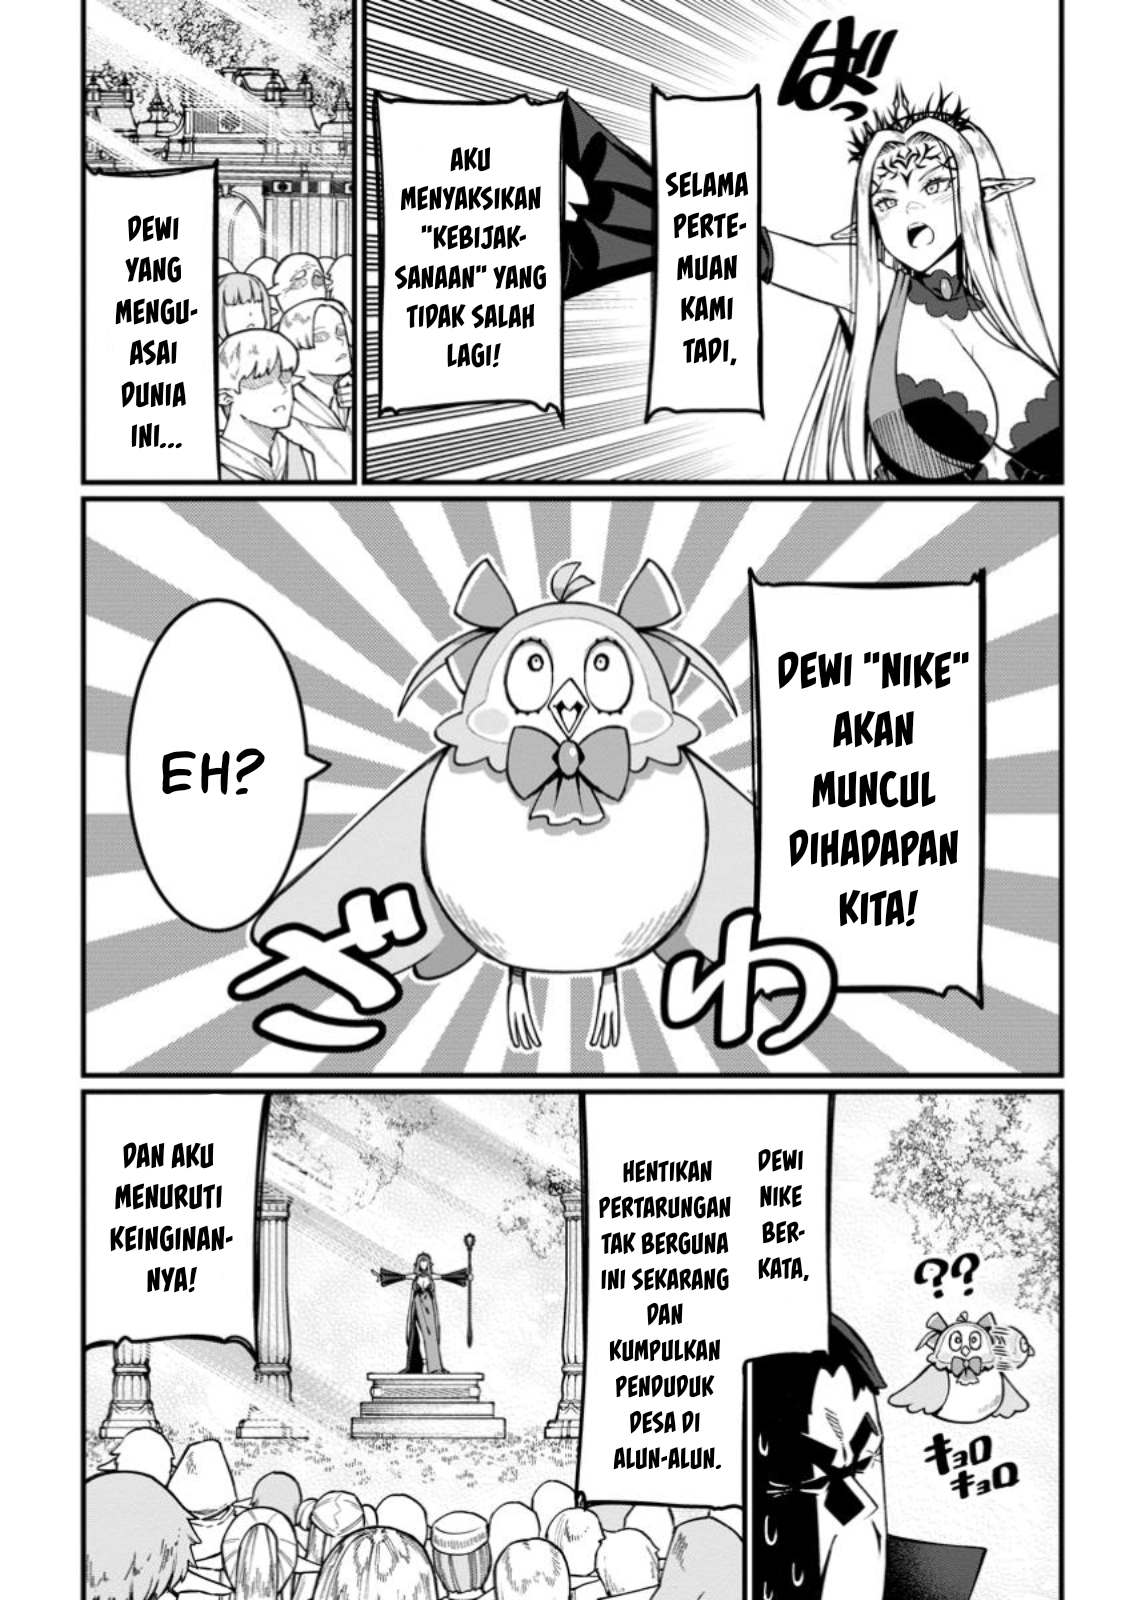 ばっ
SELAMA
PERTE-
MUAN
KAMI
TADI,
AKU
MENYAKSIKAN
"KEBIJAK-
SANAAN" YANG
TIDAK SALAH
LAGI!
DEWI
YANG
MENGU-
ASAI
DUNIA
INI...
DEWI "NIKE"
AKAN
MUNCUL
DIHADAPAN
KITA!
EH?
ざ
わ
DEWI
NIKE
BER-
KATA,
??
キョロ
キョロ
HENTIKAN
PERTARUNGAN
TAK BERGUNA
INI SEKARANG
DAN
KUMPULKAN
PENDUDUK
DESA DI
ALUN-ALUN.
DAN AKU
MENURUTI
KEINGINAN-
NYA!